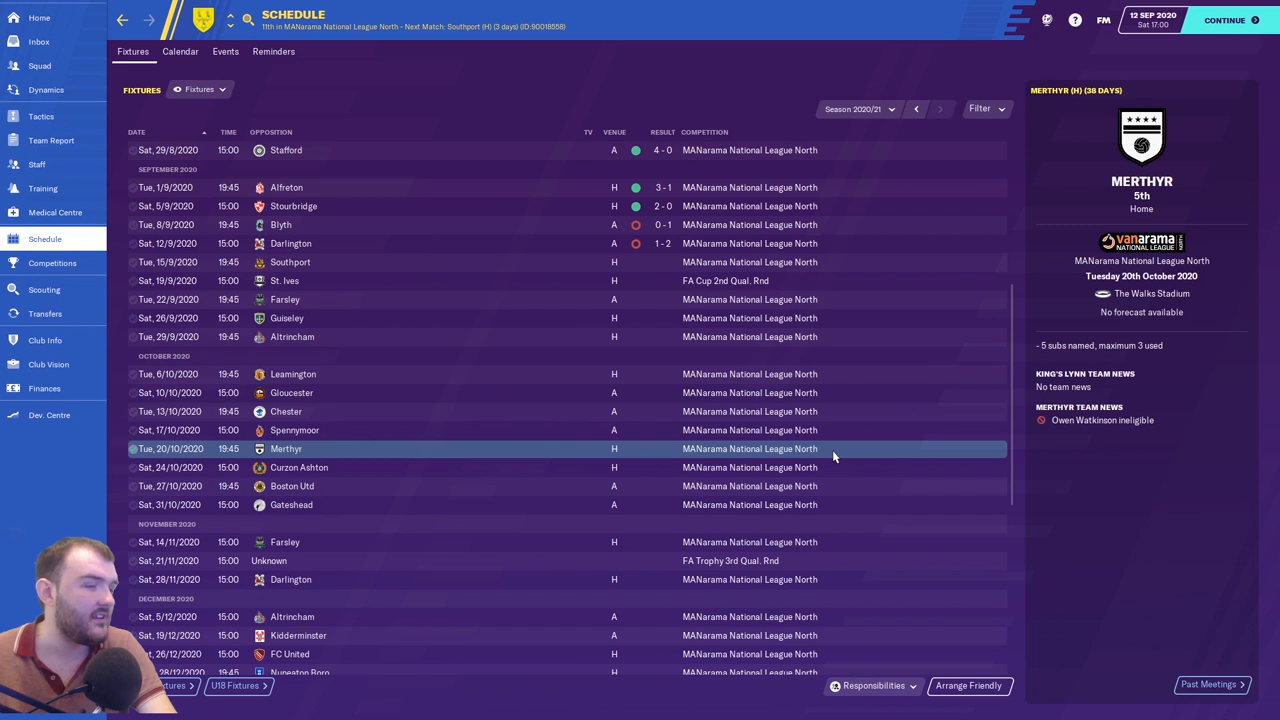 Home
Inbox
Squad
Dynamics
Tactics
Team Report
Staff
Training
Medical Centre
Schedule
Competitions
Scouting
Transfers
Club Info
Club Vision
Finances
Dev. Centre
SCHEDULE
11th in MANarama National League North - Next Match: Southport (H) (3 days) (ID:90018558)
FM
12 SEP 2020
Sat 17:00
CONTINUE
Fixtures Calendar Events Reminders
FIXTURES Fixtures
Season 2020/21 Filter
DATE TIME OPPOSITION TV VENUE RESULT COMPETITION
Sat, 29/8/2020 15:00 Stafford A 4 - 0 MANarama National League North
SEPTEMBER 2020
Tue, 1/9/2020 19:45 Alfreton H 3 - 1 MANarama National League North
Sat, 5/9/2020 15:00 Stourbridge H 2 - 0 MANarama National League North
Tue, 8/9/2020 19:45 Blyth A 0 - 1 MANarama National League North
Sat, 12/9/2020 15:00 Darlington A 1 - 2 MANarama National League North
Tue, 15/9/2020 19:45 Southport H MANarama National League North
Sat, 19/9/2020 15:00 St. Ives H FA Cup 2nd Qual. Rnd
Tue, 22/9/2020 19:45 Farsley A MANarama National League North
Sat, 26/9/2020 15:00 Guiseley H MANarama National League North
Tue, 29/9/2020 19:45 Altrincham H MANarama National League North
OCTOBER 2020
Tue, 6/10/2020 19:45 Leamington H MANarama National League North
Sat, 10/10/2020 15:00 Gloucester A MANarama National League North
Tue, 13/10/2020 19:45 Chester A MANarama National League North
Sat, 17/10/2020 15:00 Spennymoor A MANarama National League North
Tue, 20/10/2020 19:45 Merthyr H MANarama National League North
Sat, 24/10/2020 15:00 Curzon Ashton H MANarama National League North
Tue, 27/10/2020 19:45 Boston Utd A MANarama National League North
Sat, 31/10/2020 15:00 Gateshead A MANarama National League North
NOVEMBER 2020
Sat, 14/11/2020 15:00 Farsley H MANarama National League North
Sat, 21/11/2020 15:00 Unknown FA Trophy 3rd Qual. Rnd
Sat, 28/11/2020 15:00 Darlington H MANarama National League North
DECEMBER 2020
Sat, 5/12/2020 15:00 Altrincham A MANarama National League North
Sat, 19/12/2020 15:00 Kidderminster A MANarama National League North
26/12/2020 15:00 FC United H MANarama National League North
28/12/2020 19:45 Nuneaton Boro A MANarama National League North
U18 Fixtures
Responsibilities
Arrange Friendly
MERTHYR (H) (38 DAYS)
MERTHYR
5th
Home
vanarama
NATIONAL LEAGUE
NORTH
MANarama National League North
Tuesday 20th October 2020
The Walks Stadium
No forecast available
- 5 subs named, maximum 3 used
KING'S LYNN TEAM NEWS
No team news
MERTHYR TEAM NEWS
Owen Watkinson ineligible
Past Meetings